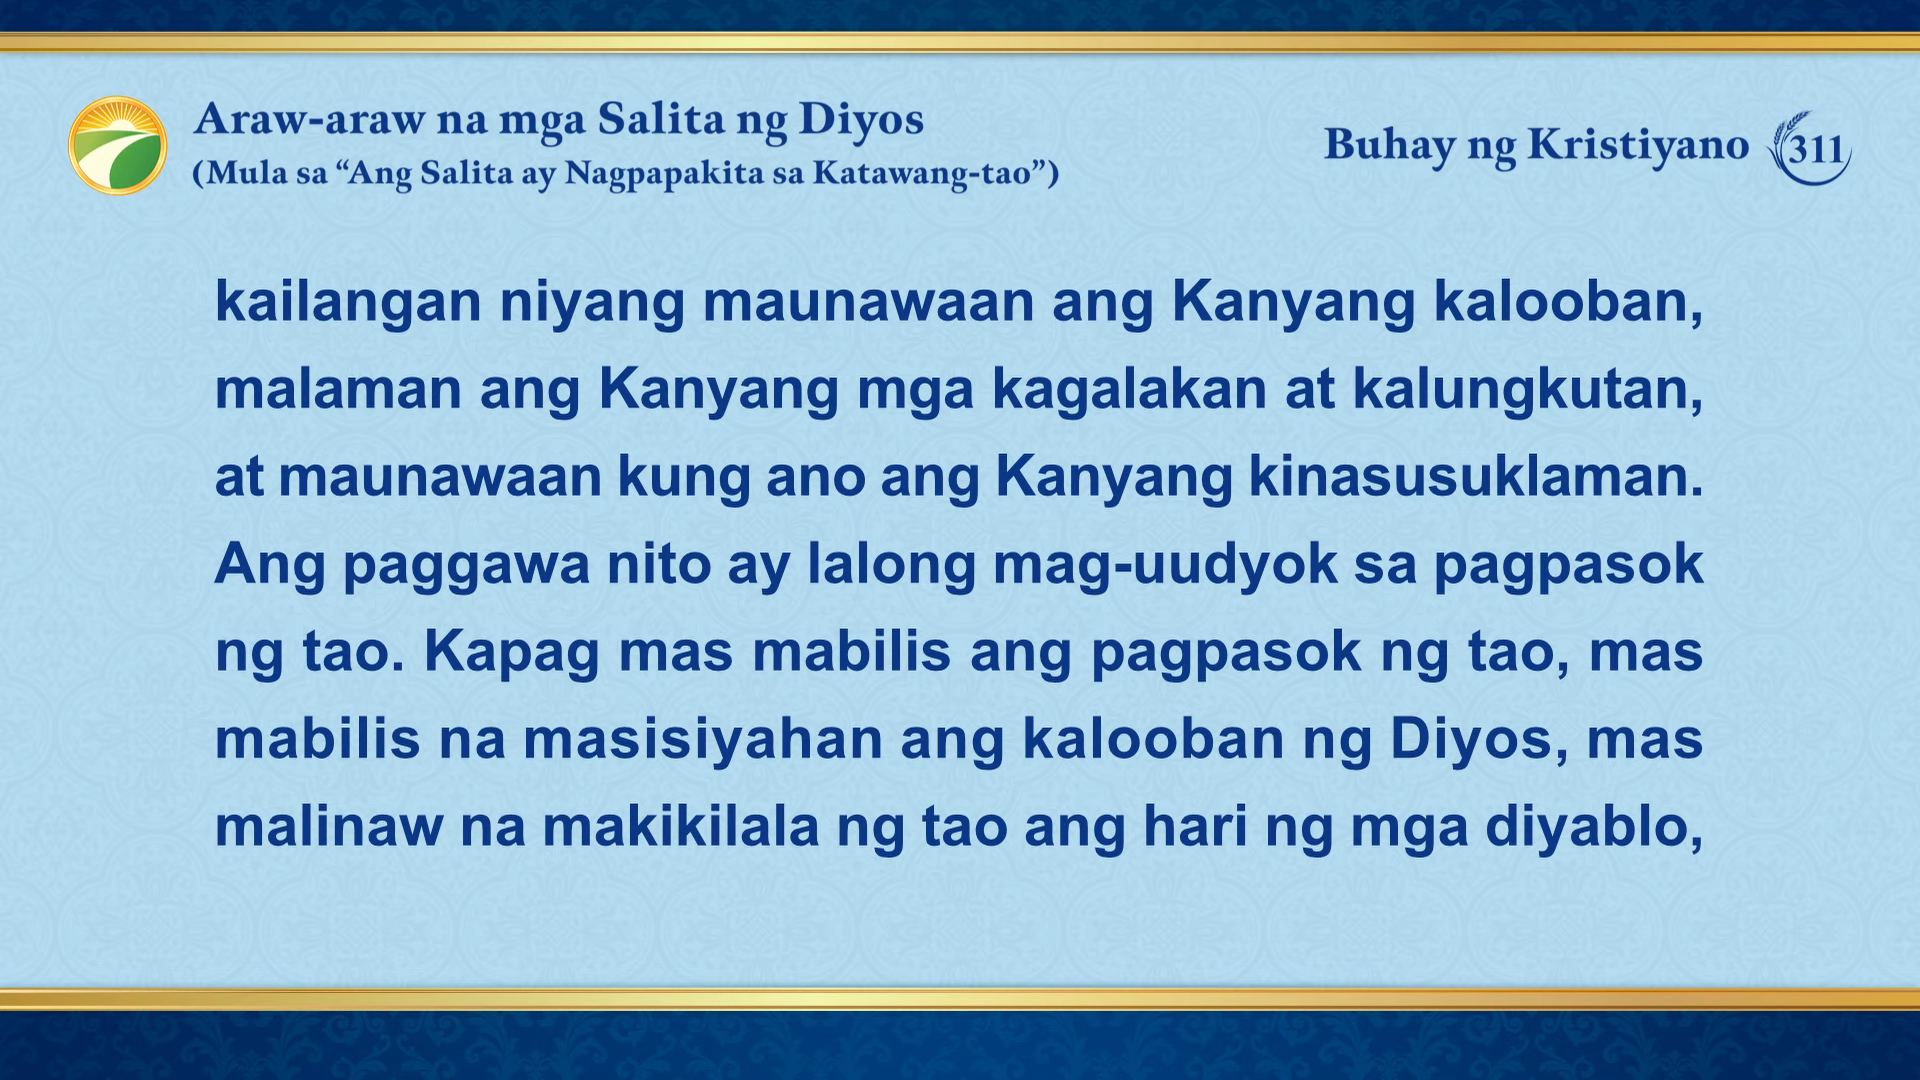 Araw-araw na mga Salita ng Diyos
(Mula sa “Ang Salita ay Nagpapakita sa Katawang-tao”)
Buhay ng Kristiyano 311
kailangan niyang maunawaan ang Kanyang kalooban,
malaman ang Kanyang mga kagalakan at kalungkutan,
at maunawaan kung ano ang Kanyang kinasusuklaman.
Ang paggawa nito ay lalong mag-uudyok sa pagpasok
ng tao. Kapag mas mabilis ang pagpasok ng tao, mas
mabilis na masisiyahan ang kalooban ng Diyos, mas
malinaw na makikilala ng tao ang hari ng mga diyablo,